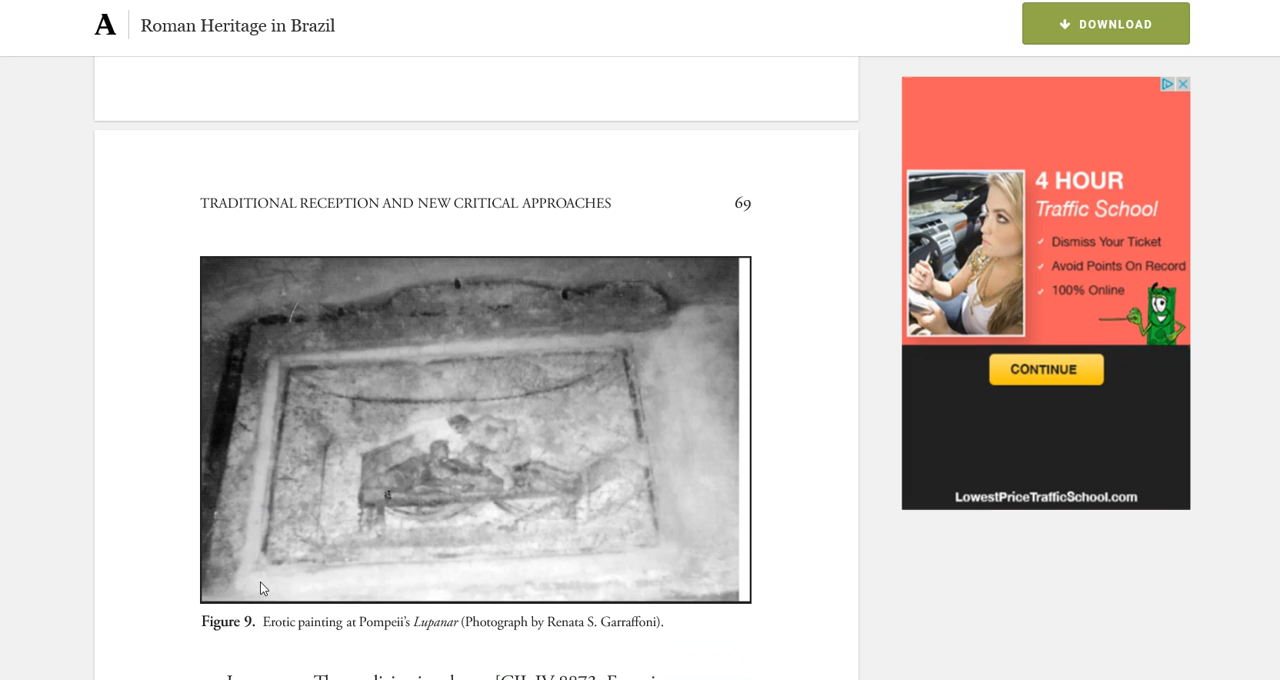 A
Roman Heritage in Brazil
DOWNLOAD
TRADITIONAL RECEPTION AND NEW CRITICAL APPROACHES
69
Figure 9. Erotic painting at Pompeii's Lupanar (Photograph by Renata S. Garraffoni).
4 HOUR
Traffic School
Dismiss Your Ticket
Avoid Points On Record
100% Online
CONTINUE
LowestPriceTrafficSchool.com